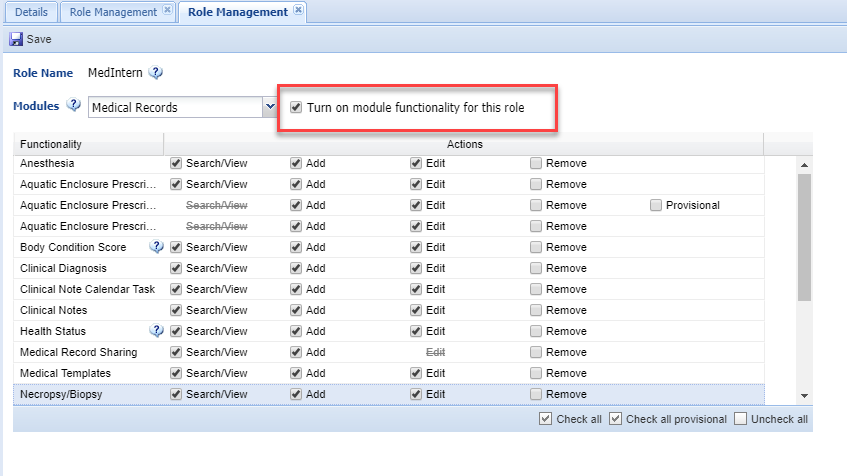 Details Role Management Role Management
Save
Role Name MedIntern
Modules Medical Records Turn on module functionality for this role
Functionality Actions
Anesthesia Search/View Add Edit Remove
Aquatic Enclosure Prescri... Search/View Add Edit Remove
Aquatic Enclosure Prescri... Search/View Add Edit Remove Provisional
Aquatic Enclosure Prescri... Search/View Add Edit Remove
Body Condition Score Search/View Add Edit Remove
Clinical Diagnosis Search/View Add Edit Remove
Clinical Note Calendar Task Search/View Add Edit Remove
Clinical Notes Search/View Add Edit Remove
Health Status Search/View Add Edit Remove
Medical Record Sharing Search/View Add Edit Remove
Medical Templates Search/View Add Edit Remove
Necropsy/Biopsy Search/View Add Edit Remove
Check all Check all provisional Uncheck all